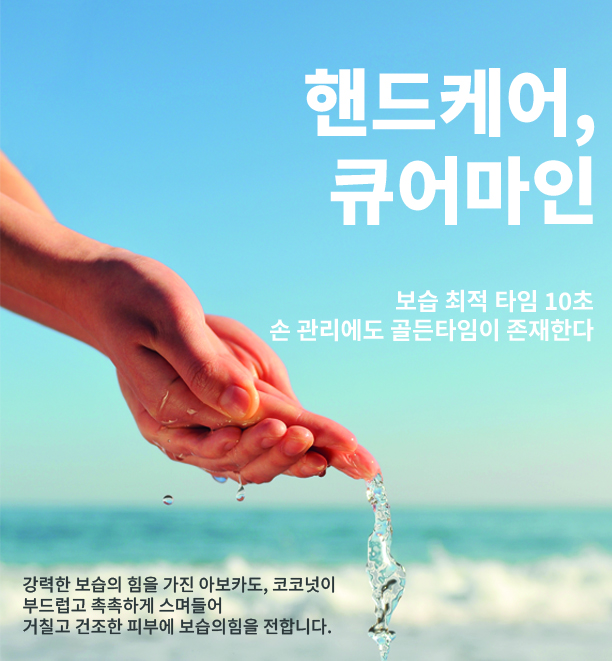 핸드케어,
큐어마인
보습 최적 타임 10초
손 관리에도 골든타임이 존재한다
강력한 보습의 힘을 가진 아보카도, 코코넛이
부드럽고 촉촉하게 스며들어
거칠고 건조한 피부에 보습의힘을 전합니다.